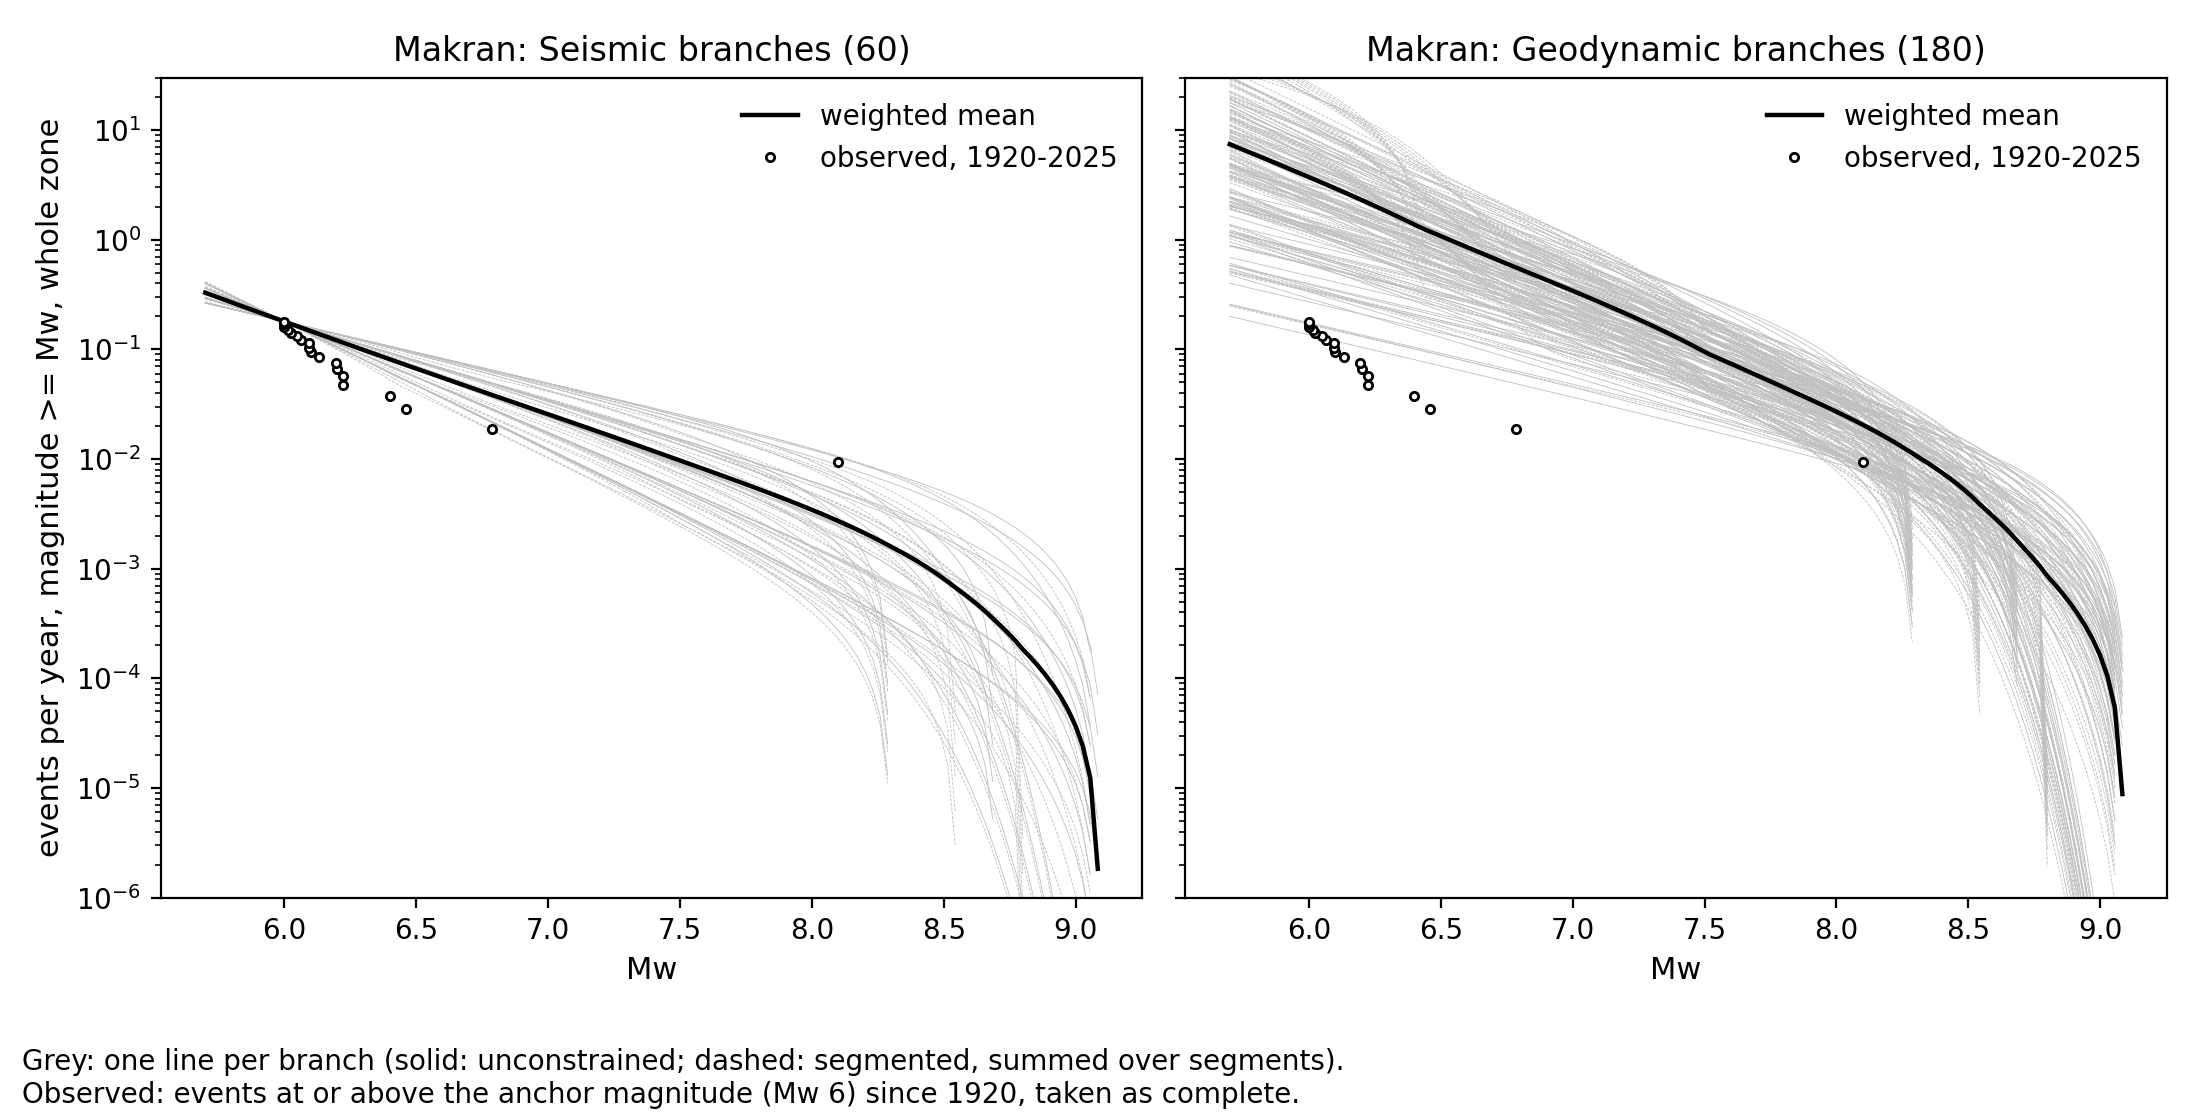 Makran: Seismic branches (60)
Makran: Geodynamic branches (180)
weighted mean
observed, 1920-2025
weighted mean
observed, 1920-2025
events per year, magnitude >= Mw, whole zone
10¹
10⁰
10⁻¹
10⁻²
10⁻³
10⁻⁴
10⁻⁵
10⁻⁶
6.0 6.5 7.0 7.5 8.0 8.5 9.0
6.0 6.5 7.0 7.5 8.0 8.5 9.0
Mw
Mw
Grey: one line per branch (solid: unconstrained; dashed: segmented, summed over segments).
Observed: events at or above the anchor magnitude (Mw 6) since 1920, taken as complete.